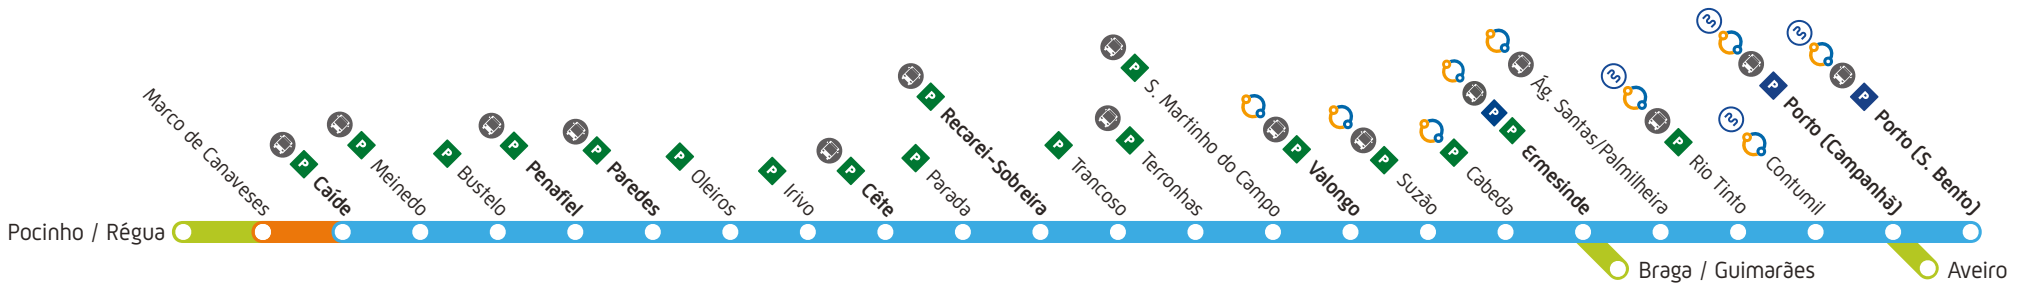 Pocinho / Régua
Marco de Canaveses
P Caíde
P Meinedo
P Bustelo
P Penafiel
P Paredes
P Oleiros
P Irivo
P Cête
P Parada
P Recarei-Sobreira
P Trancoso
P Terronhas
P S. Martinho do Campo
P Valongo
P Suzão
P Cabeda
P P Ermesinde
Ág. Santas/Palmilheira
P Rio Tinto
Contumil
P Porto (Campanhã)
P Porto (S. Bento)
Braga / Guimarães
Aveiro